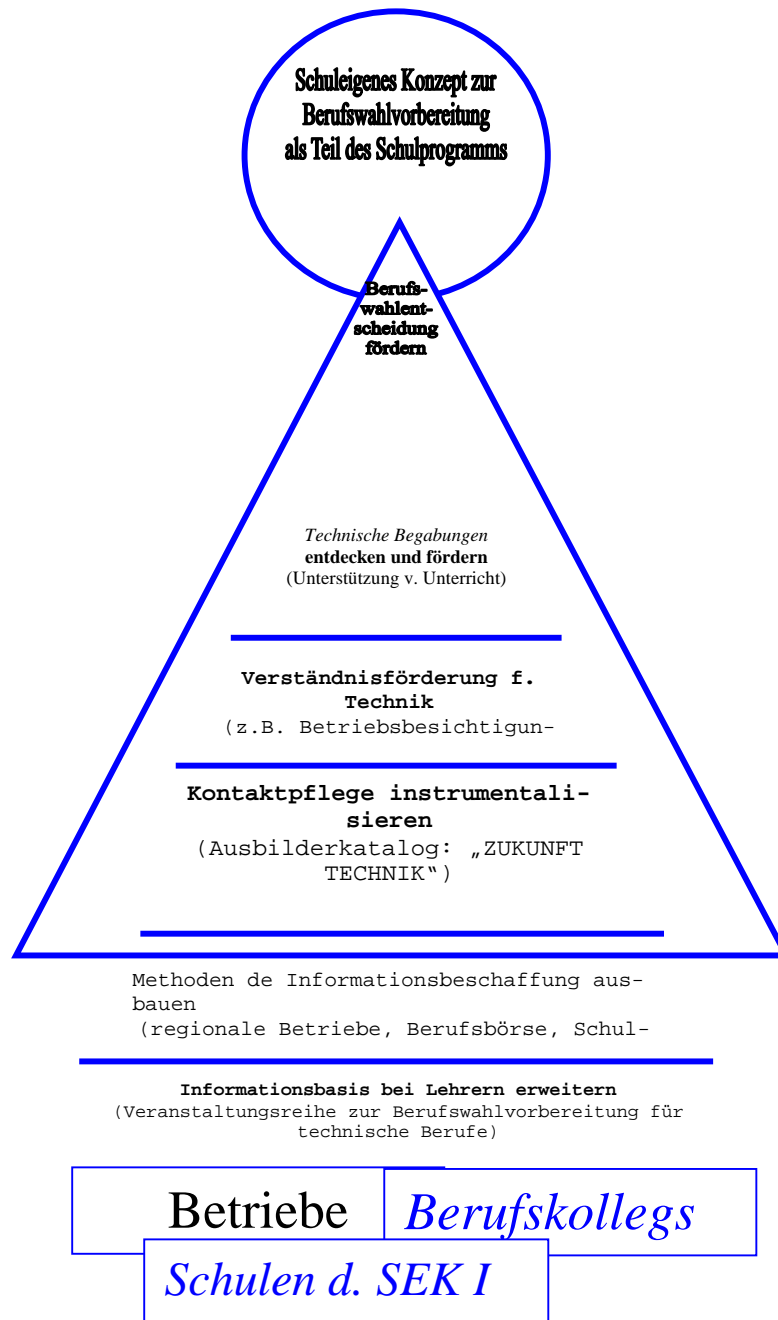 Schuleigenes Konzept zur
Berufswahlvorbereitung
als Teil des Schulprogramms
Berufs-
wahlent-
scheidung
fördern
Technische Begabungen
entdecken und fördern
(Unterstützung v. Unterricht)
Verständnisförderung f.
Technik
(z.B. Betriebsbesichtigun-
Kontaktpflege instrumentali-
sieren
(Ausbilderkatalog: „ZUKUNFT
TECHNIK“)
Methoden de Informationsbeschaffung aus-
bauen
(regionale Betriebe, Berufsbörse, Schul-
Informationsbasis bei Lehrern erweitern
(Veranstaltungsreihe zur Berufswahlvorbereitung für
technische Berufe)
Betriebe
Berufskollegs
Schulen d. SEK I